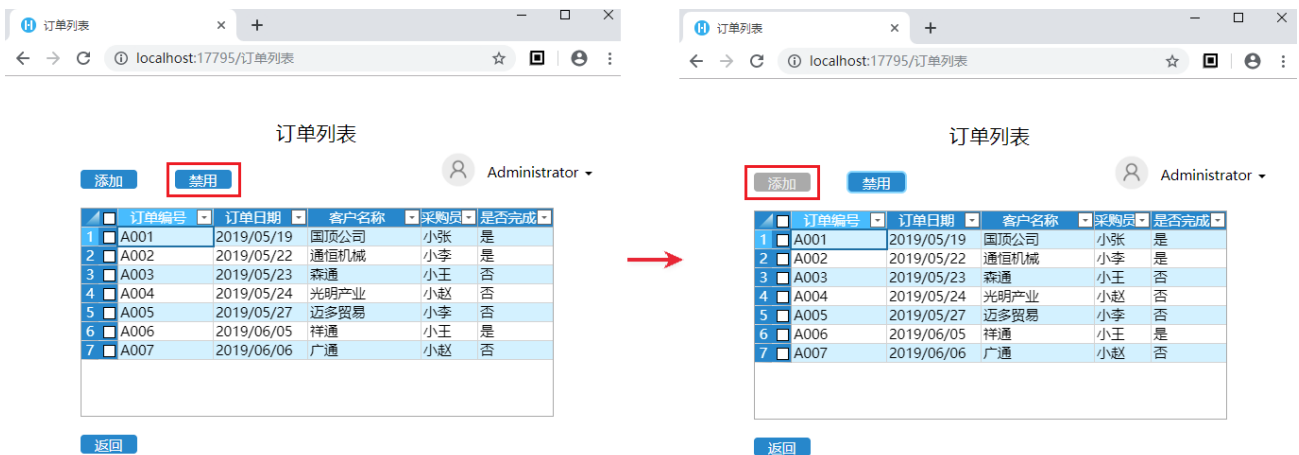 订单列表
localhost:17795/订单列表
订单列表
添加 禁用 Administrator
订单编号 订单日期 客户名称 采购员 是否完成
1 A001 2019/05/19 国顶公司 小张 是
2 A002 2019/05/22 通恒机械 小李 是
3 A003 2019/05/23 森通 小王 否
4 A004 2019/05/24 光明产业 小赵 否
5 A005 2019/05/27 迈多贸易 小李 否
6 A006 2019/06/05 祥通 小王 是
7 A007 2019/06/06 广通 小赵 否
返回
订单列表
localhost:17795/订单列表
订单列表
添加 禁用 Administrator
订单编号 订单日期 客户名称 采购员 是否完成
1 A001 2019/05/19 国顶公司 小张 是
2 A002 2019/05/22 通恒机械 小李 是
3 A003 2019/05/23 森通 小王 否
4 A004 2019/05/24 光明产业 小赵 否
5 A005 2019/05/27 迈多贸易 小李 否
6 A006 2019/06/05 祥通 小王 是
7 A007 2019/06/06 广通 小赵 否
返回